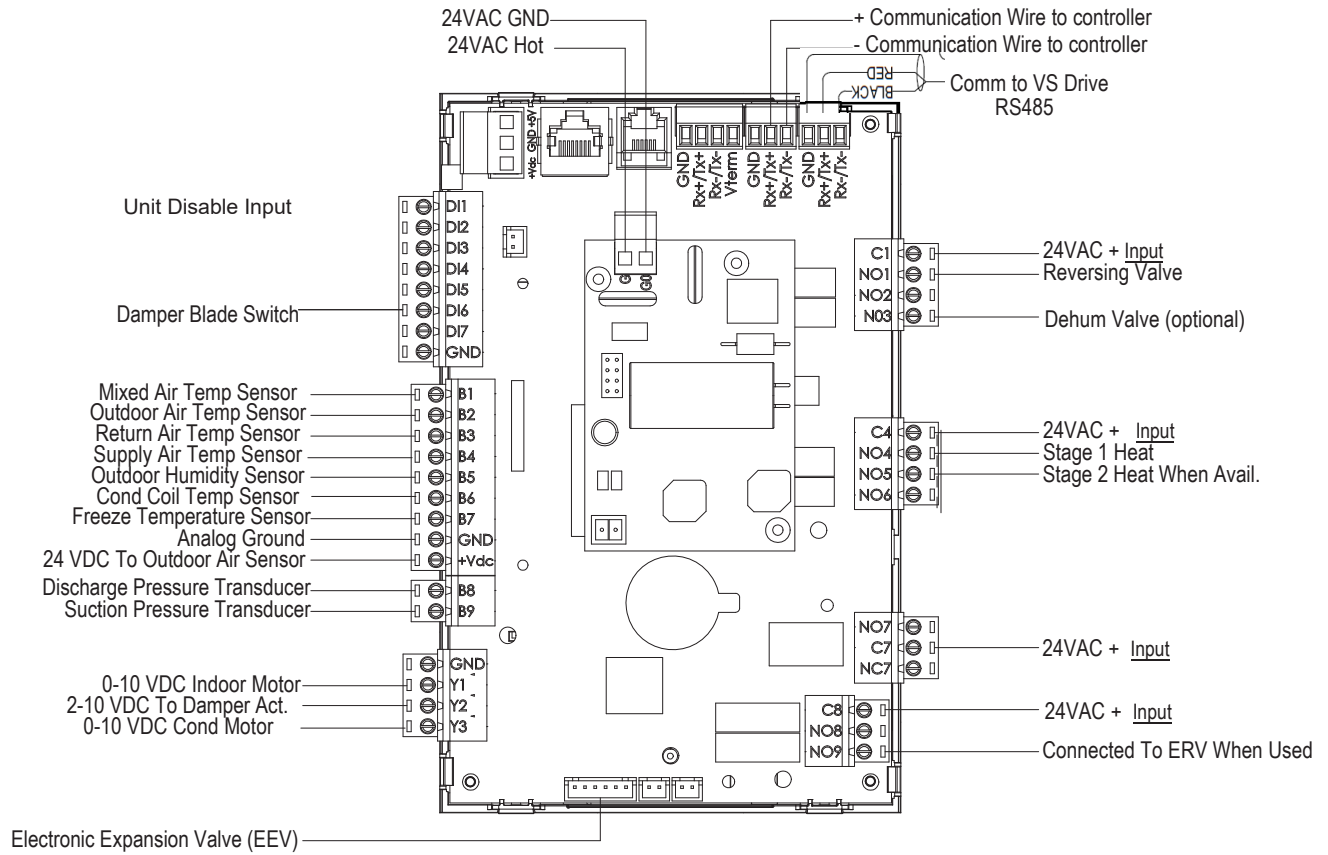 24VAC GND
24VAC Hot
+ Communication Wire to controller
- Communication Wire to controller
RED
BLACK
Comm to VS Drive
RS485
+Vdc GND +5V
GND
Rx+/Tx+
Rx-/Tx-
Vterm
GND
Rx+/Tx+
Rx-/Tx-
GND
Rx+/Tx+
Rx-/Tx-
Unit Disable Input
DI1
DI2
DI3
DI4
DI5
Damper Blade Switch
DI6
DI7
GND
G
G0
C1
24VAC + Input
NO1
Reversing Valve
NO2
N03
Dehum Valve (optional)
Mixed Air Temp Sensor
B1
Outdoor Air Temp Sensor
B2
Return Air Temp Sensor
B3
Supply Air Temp Sensor
B4
Outdoor Humidity Sensor
B5
Cond Coil Temp Sensor
B6
Freeze Temperature Sensor
B7
Analog Ground
GND
24 VDC To Outdoor Air Sensor
+Vdc
Discharge Pressure Transducer
B8
Suction Pressure Transducer
B9
C4
24VAC + Input
NO4
Stage 1 Heat
NO5
Stage 2 Heat When Avail.
NO6
GND
0-10 VDC Indoor Motor
Y1
2-10 VDC To Damper Act.
Y2
0-10 VDC Cond Motor
Y3
NO7
C7
24VAC + Input
NC7
C8
24VAC + Input
NO8
NO9
Connected To ERV When Used
Electronic Expansion Valve (EEV)